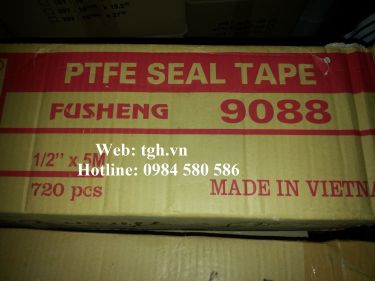 PTFE SEAL TAPE
FUSHENG 9088
Web: tgh.vn
1/2" x 5M
Hotline: 0984 580 586
720 pcs
MADE IN VIETNA